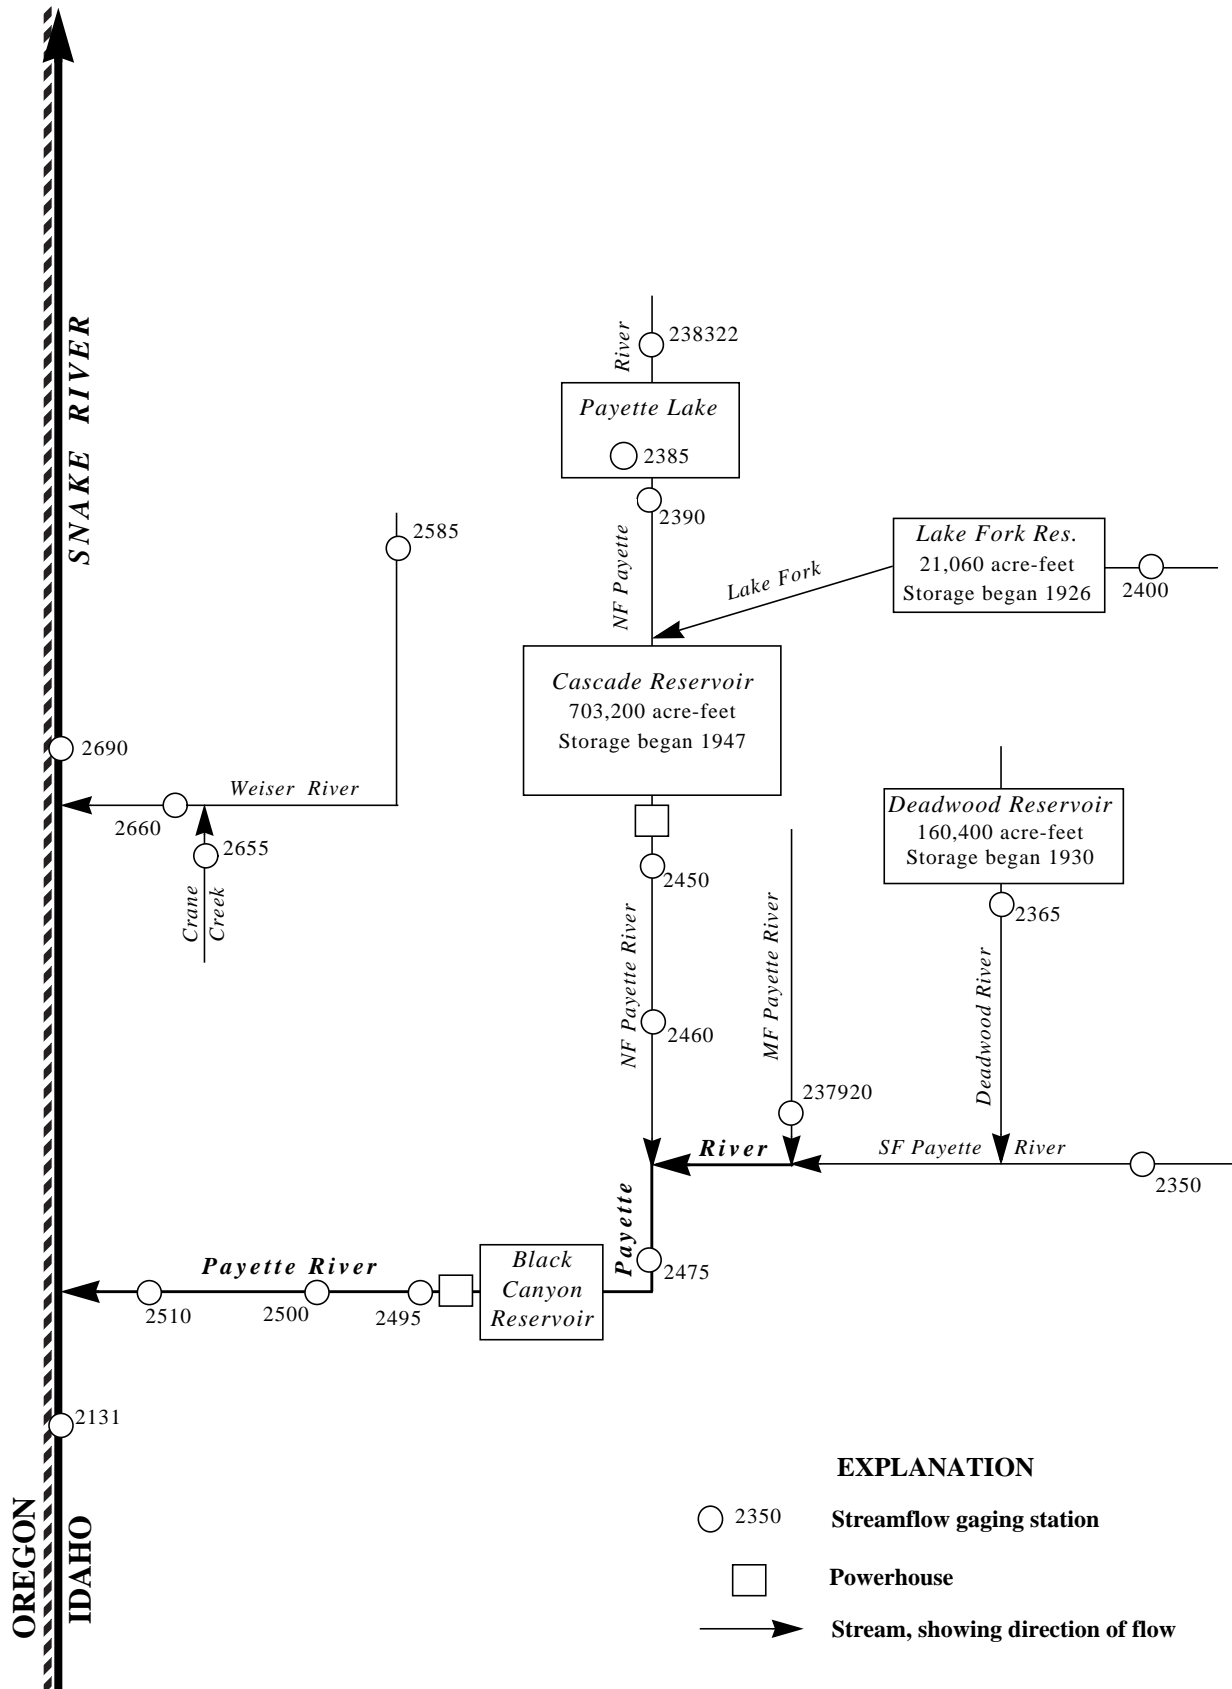 River
238322
Payette Lake
2385
2390
NF Payette
SNAKE RIVER
2585
Lake Fork
Lake Fork Res.
21,060 acre-feet
Storage began 1926
2400
Cascade Reservoir
703,200 acre-feet
Storage began 1947
2690
Weiser River
2660
2655
Crane
Creek
2450
Deadwood Reservoir
160,400 acre-feet
Storage began 1930
2365
NF Payette River
MF Payette River
Deadwood River
2460
237920
River
SF Payette River
2350
Payette
2475
Black
Canyon
Reservoir
Payette River
2510
2500
2495
2131
OREGON
IDAHO
EXPLANATION
2350 Streamflow gaging station
Powerhouse
Stream, showing direction of flow